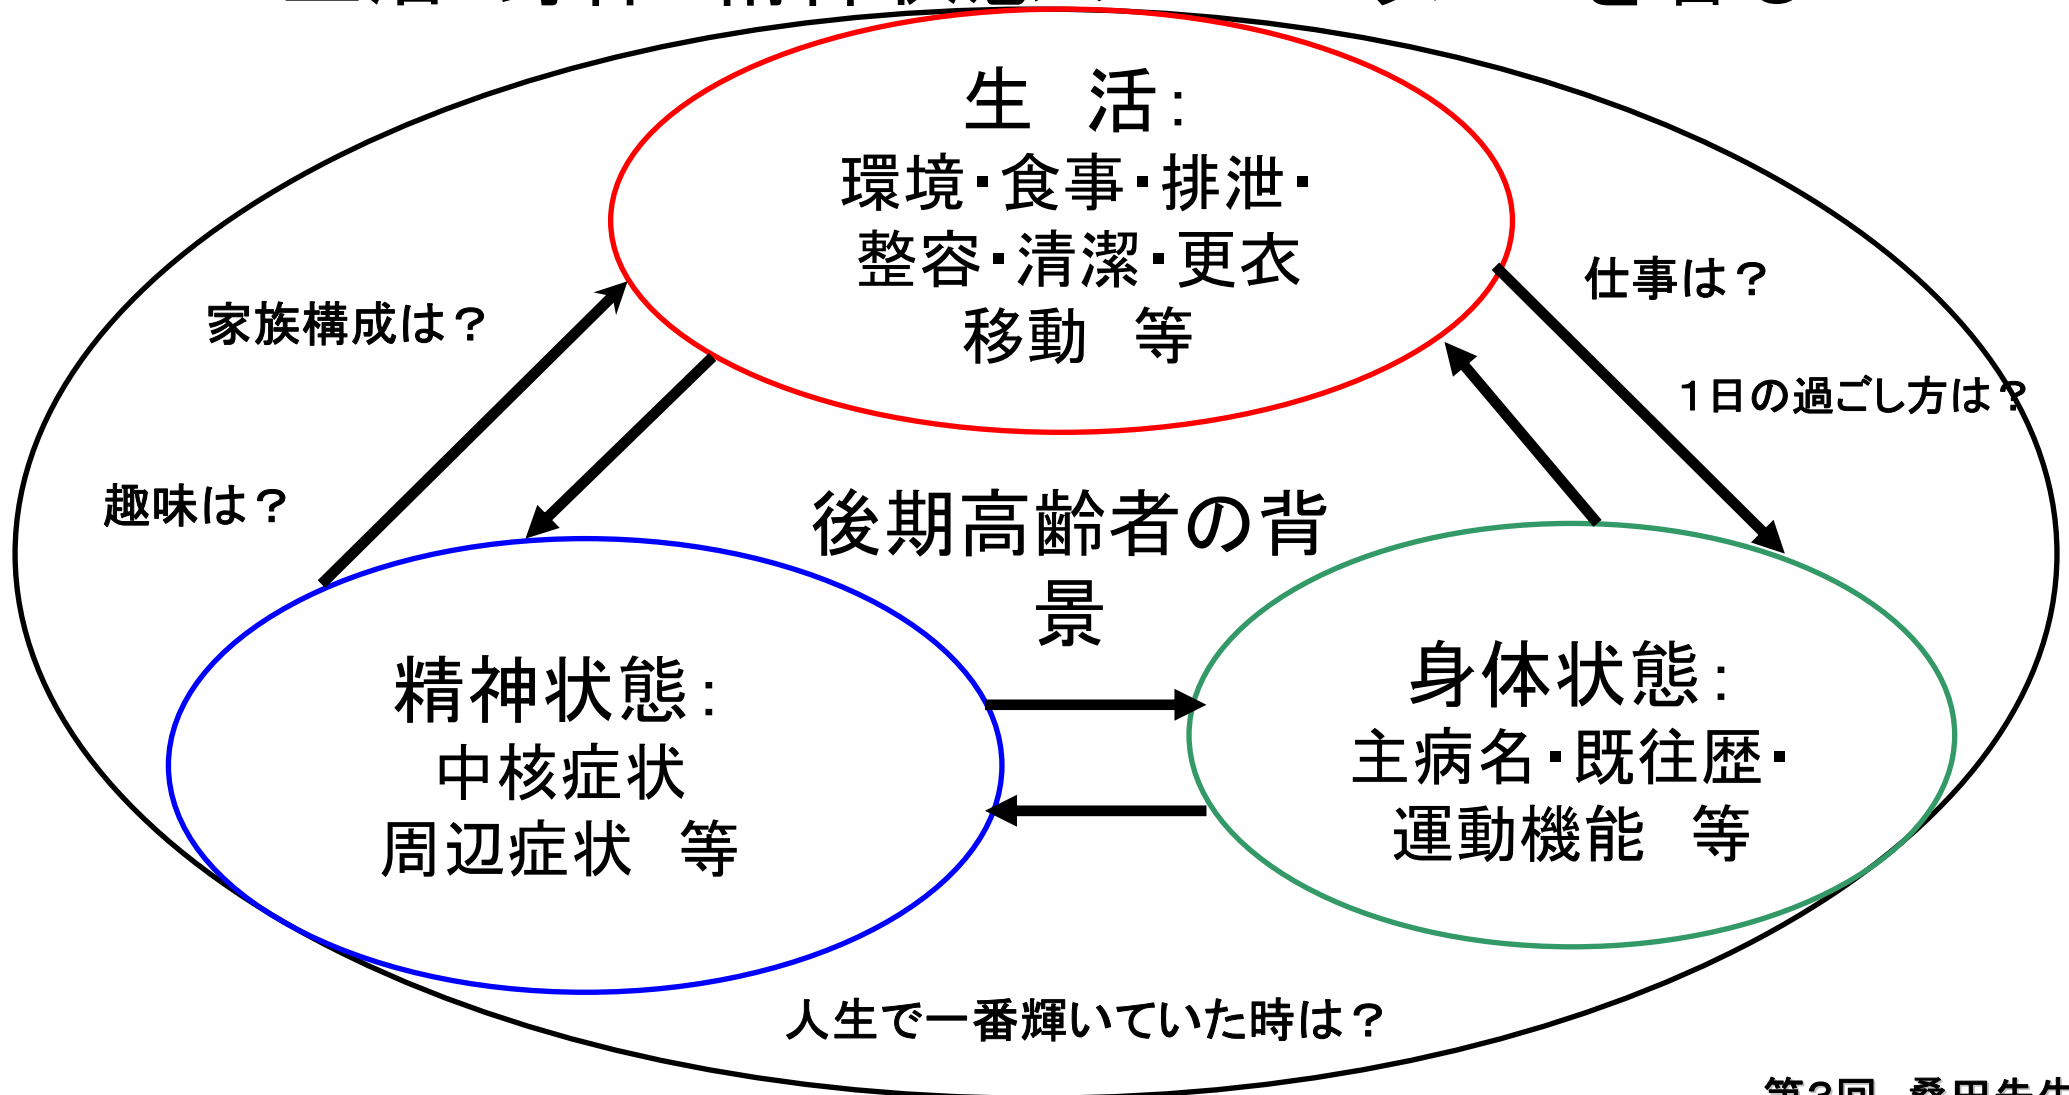 生　活：
環境・食事・排泄・
整容・清潔・更衣
移動　等
仕事は？
家族構成は？
１日の過ごし方は？
趣味は？
後期高齢者の背
景
精神状態：
中核症状
周辺症状　等
身体状態：
主病名・既往歴・
運動機能　等
人生で一番輝いていた時は？